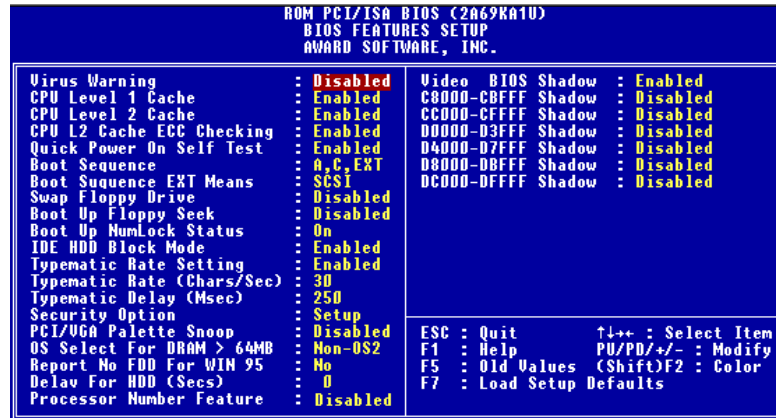 ROM PCI/ISA BIOS (2A69KA1U)
BIOS FEATURES SETUP
AWARD SOFTWARE, INC.
Virus Warning : Disabled
CPU Level 1 Cache : Enabled
CPU Level 2 Cache : Enabled
CPU L2 Cache ECC Checking : Enabled
Quick Power On Self Test : Enabled
Boot Sequence : A,C,EXT
Boot Suquence EXT Means : SCSI
Swap Floppy Drive : Disabled
Boot Up Floppy Seek : Disabled
Boot Up NumLock Status : On
IDE HDD Block Mode : Enabled
Typematic Rate Setting : Enabled
Typematic Rate (Chars/Sec) : 30
Typematic Delay (Msec) : 250
Security Option : Setup
PCI/VGA Palette Snoop : Disabled
OS Select For DRAM > 64MB : Non-OS2
Report No FDD For WIN 95 : No
Delay For HDD (Secs) : 0
Processor Number Feature : Disabled
Video BIOS Shadow : Enabled
C8000-CBFFF Shadow : Disabled
CC000-CFFFF Shadow : Disabled
D0000-D3FFF Shadow : Disabled
D4000-D7FFF Shadow : Disabled
D8000-DBFFF Shadow : Disabled
DC000-DFFFF Shadow : Disabled
ESC : Quit ↑↓→← : Select Item
F1 : Help PU/PD/+/- : Modify
F5 : Old Values (Shift)F2 : Color
F7 : Load Setup Defaults